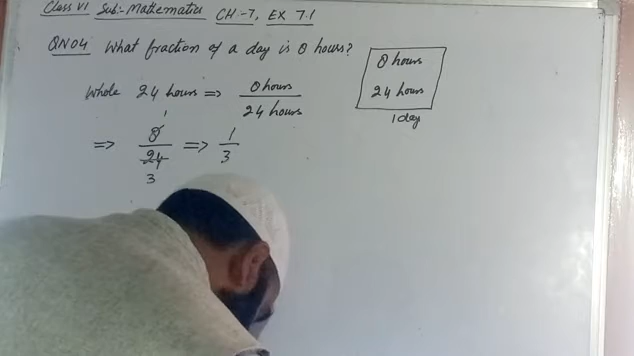 Class VI Sub:- Mathematics CH-7, EX 7.1
QNO4 What fraction of a day is 8 hours?
8 hours
24 hours
1 day
Whole 24 hours => 8 hours / 24 hours
1
=> 8/24 => 1/3
3